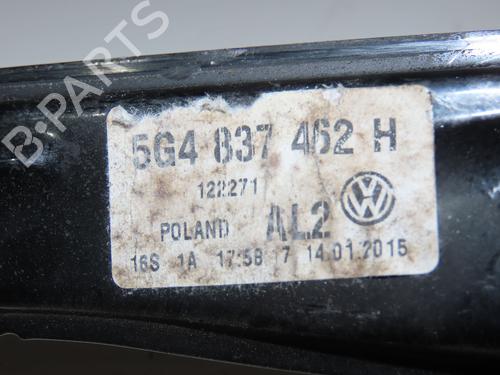 B-PARTS
5G4 837 462 H
122271
POLAND AL2
16S 1A 17:58 7 14.01.2015